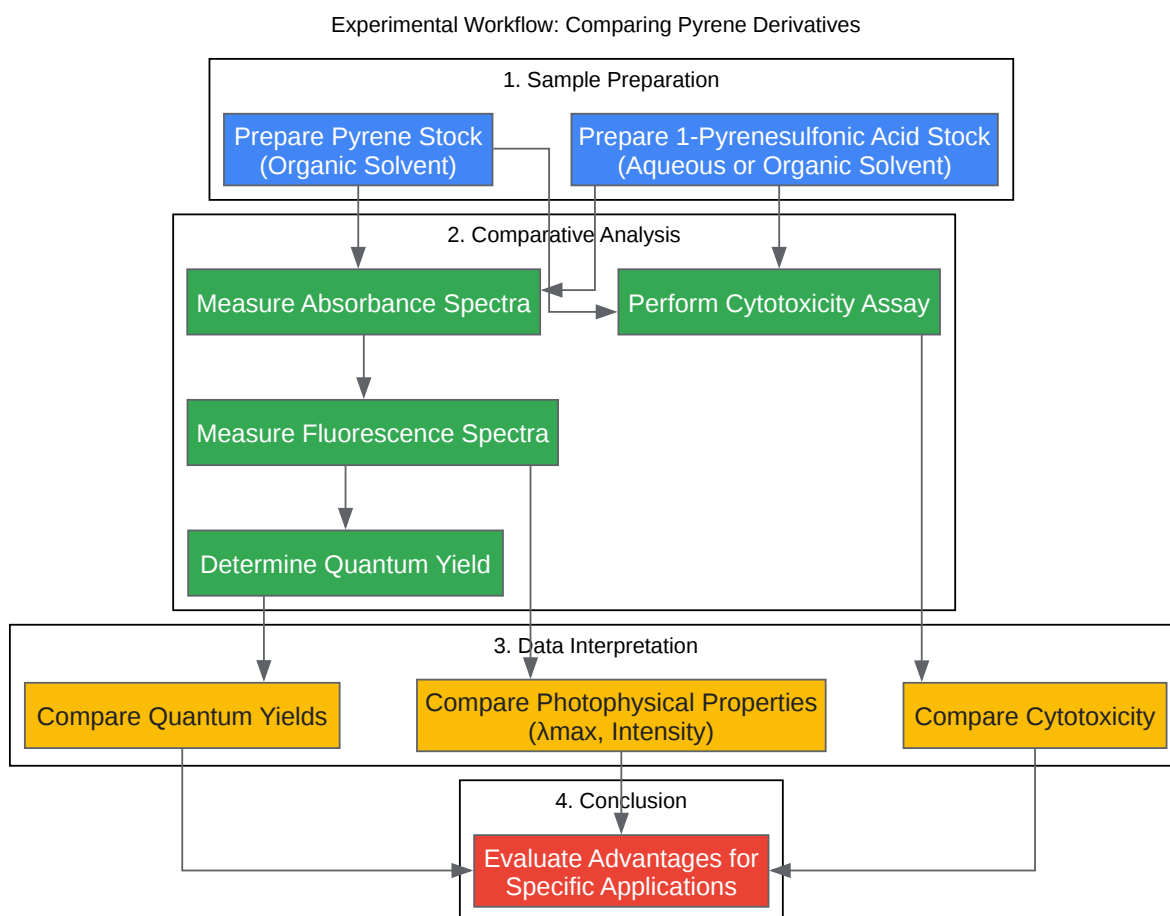 Experimental Workflow: Comparing Pyrene Derivatives
1. Sample Preparation
Prepare Pyrene Stock
(Organic Solvent)
Prepare 1-Pyrenesulfonic Acid Stock
(Aqueous or Organic Solvent)
2. Comparative Analysis
Measure Absorbance Spectra
Perform Cytotoxicity Assay
Measure Fluorescence Spectra
Determine Quantum Yield
3. Data Interpretation
Compare Quantum Yields
Compare Photophysical Properties
(λmax, Intensity)
Compare Cytotoxicity
4. Conclusion
Evaluate Advantages for
Specific Applications